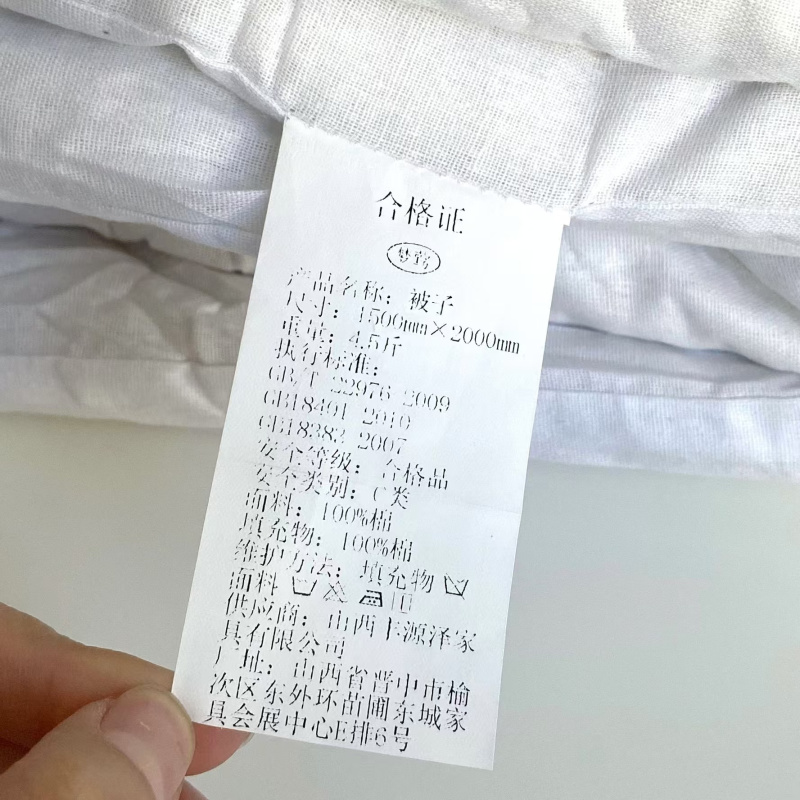 合格证
产品名称：被子
尺寸：1500mm×2000mm
重量：4.5斤
执行标准：
GB/T 22976-2009
GB18401-2010
GB18383-2007
安全等级：合格品
安全类别：C类
面料：100%棉
填充物：100%棉
维护方法：填充物
面料
供应商：山西丰源泽家
具有限公司
厂址：山西省晋中市榆
次区东外环苗圃东城家
具会展中心E排6号